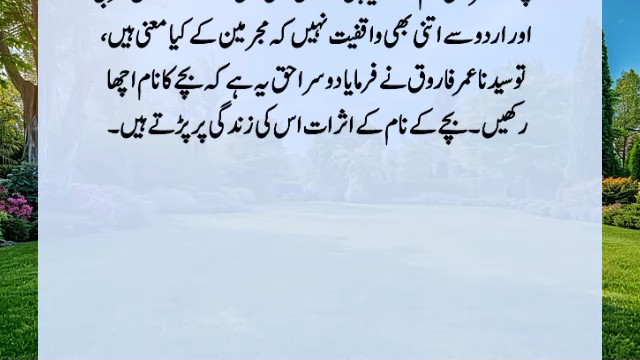 اور اردو سے اتنی بھی واقفیت نہیں کہ مجرمین کے کیا معنی ہیں،
تو سیدنا عمر فاروق نے فرمایا دوسرا حق یہ ہے کہ بچے کا نام اچھا
رکھیں۔ بچے کے نام کے اثرات اس کی زندگی پر پڑتے ہیں۔